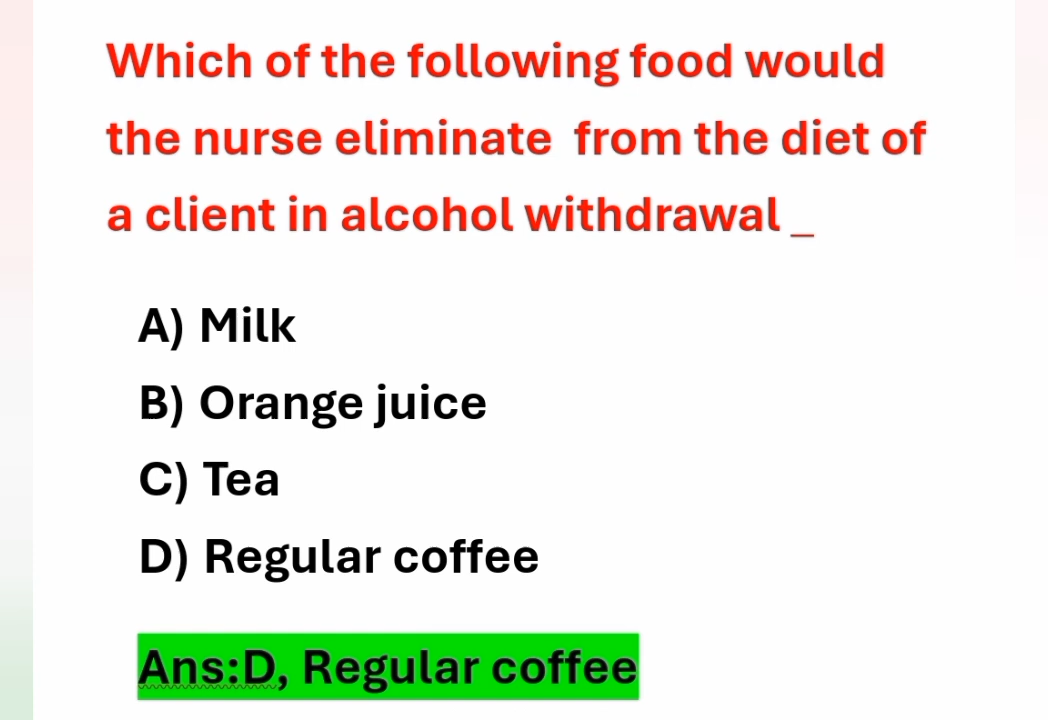 Which of the following food would
the nurse eliminate  from the diet of
a client in alcohol withdrawal _
A) Milk
B) Orange juice
C) Tea
D) Regular coffee
Ans:D, Regular coffee